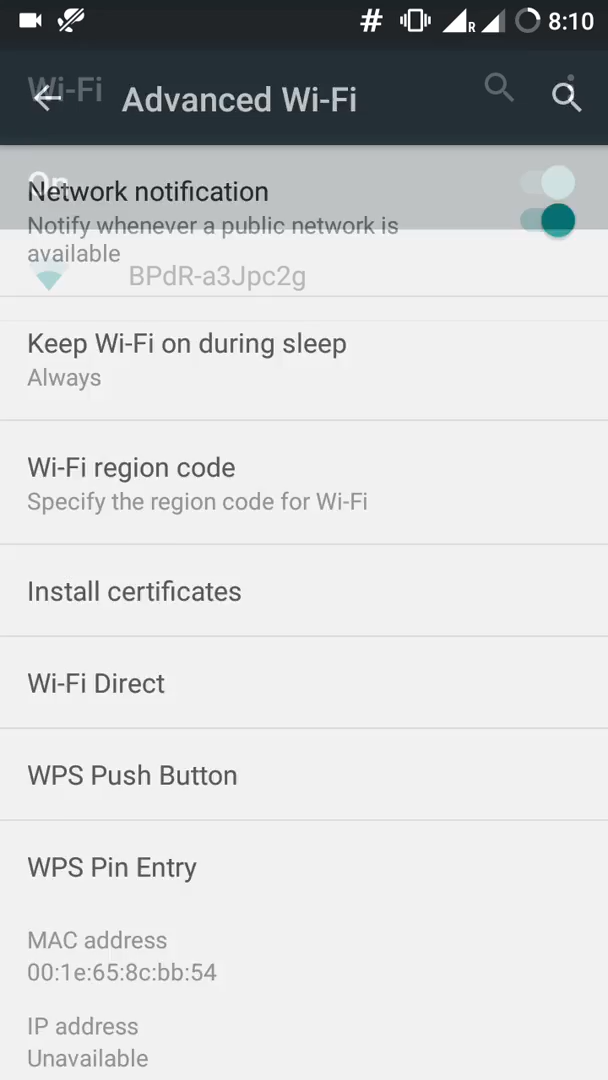 # R 8:10
Wi-Fi
Advanced Wi-Fi
On
Network notification
Notify whenever a public network is
available
BPdR-a3Jpc2g
Keep Wi-Fi on during sleep
Always
Wi-Fi region code
Specify the region code for Wi-Fi
Install certificates
Wi-Fi Direct
WPS Push Button
WPS Pin Entry
MAC address
00:1e:65:8c:bb:54
IP address
Unavailable